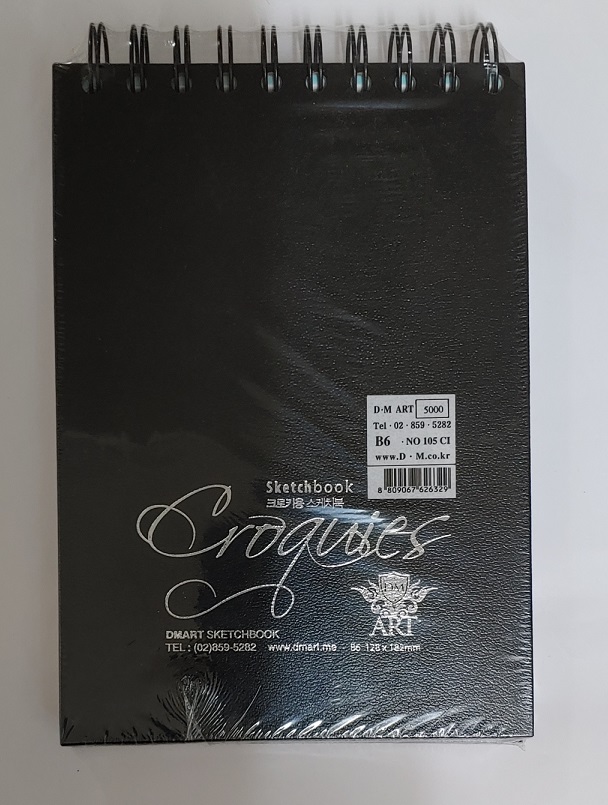 D·M ART 5000
Tel · 02 · 859 · 5282
B6 · NO 105 CI
www.D · M.co.kr
8 809067 626329
Sketchbook
크로키용 스케치북
Croquies
DM
ART
DMART SKETCHBOOK
TEL : (02)859-5282 www.dmart.me - B6 128 x 182mm